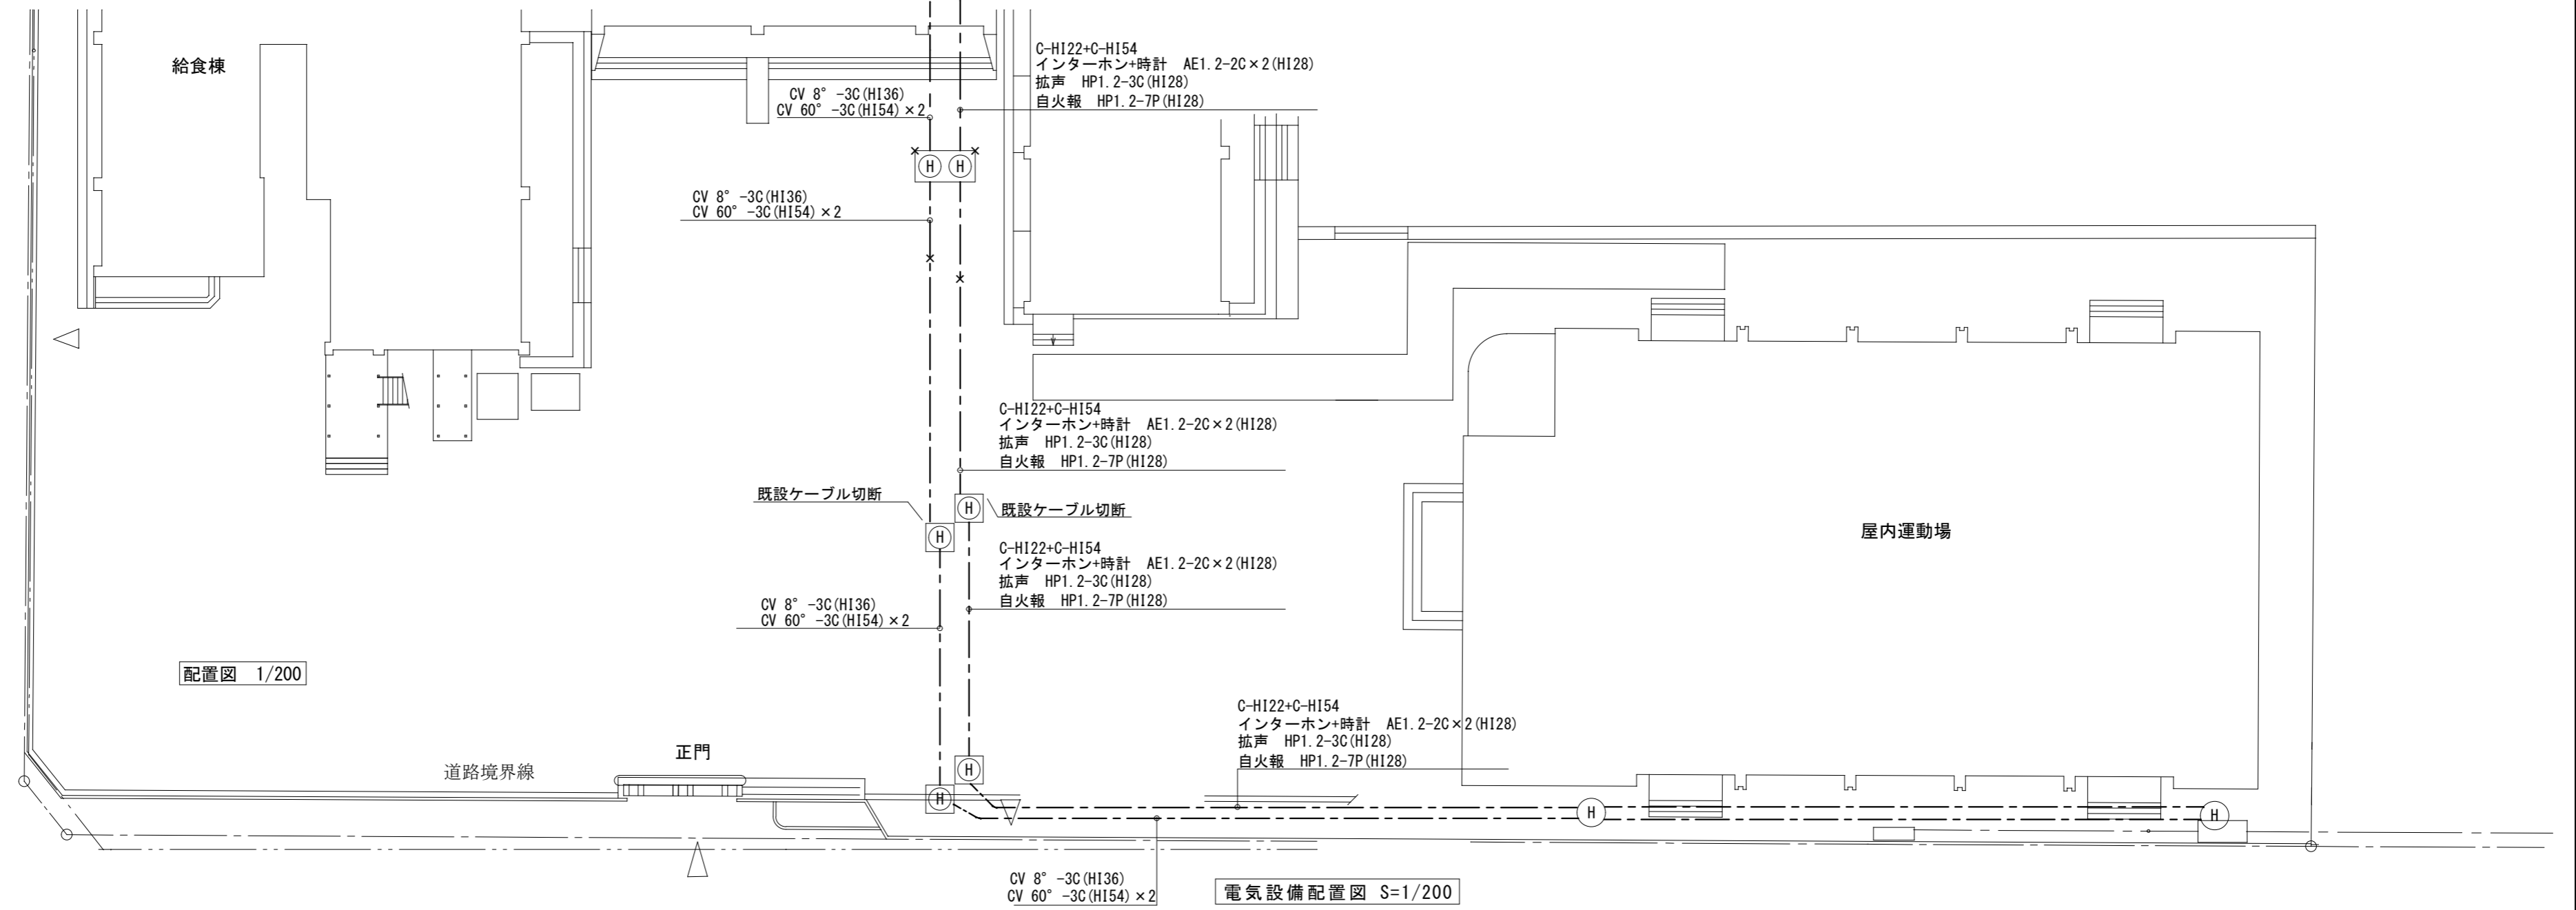 給食棟
C-HI22+C-HI54
インターホン+時計 AE1.2-2C×2(HI28)
拡声 HP1.2-3C(HI28)
自火報 HP1.2-7P(HI28)
CV 8°-3C(HI36)
CV 60°-3C(HI54)×2
H
H
CV 8°-3C(HI36)
CV 60°-3C(HI54)×2
C-HI22+C-HI54
インターホン+時計 AE1.2-2C×2(HI28)
拡声 HP1.2-3C(HI28)
自火報 HP1.2-7P(HI28)
既設ケーブル切断
H
既設ケーブル切断
H
屋内運動場
C-HI22+C-HI54
インターホン+時計 AE1.2-2C×2(HI28)
拡声 HP1.2-3C(HI28)
自火報 HP1.2-7P(HI28)
CV 8°-3C(HI36)
CV 60°-3C(HI54)×2
配置図 1/200
C-HI22+C-HI54
インターホン+時計 AE1.2-2C×2(HI28)
拡声 HP1.2-3C(HI28)
自火報 HP1.2-7P(HI28)
正門
道路境界線
H
H
H
H
CV 8°-3C(HI36)
CV 60°-3C(HI54)×2
電気設備配置図 S=1/200